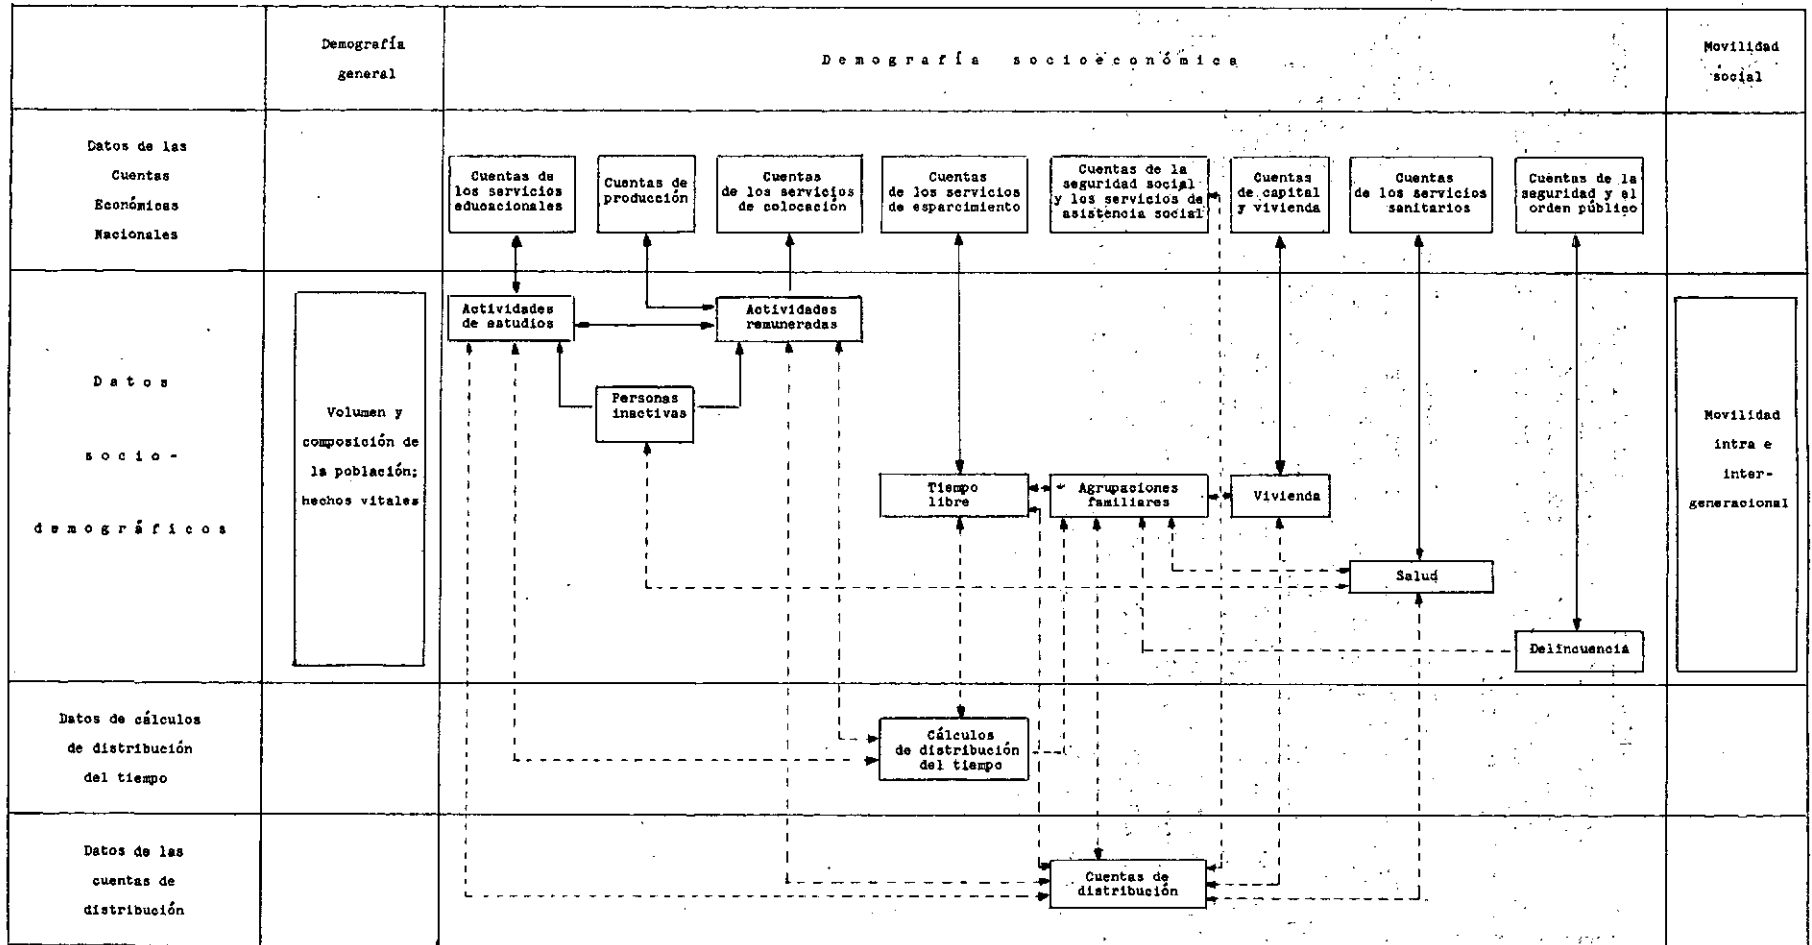 Demografía
general
Demografía socioeconómica
Movilidad
social
Datos de las
Cuentas
Económicas
Nacionales
Cuentas de
los servicios
educacionales
Cuentas de
producción
Cuentas
de los servicios
de colocación
Cuentas
de los servicios
de esparcimiento
Cuentas de la
seguridad social
y los servicios de
asistencia social
Cuentas
de capital
y vivienda
Cuentas
de los servicios
sanitarios
Cuentas de la
seguridad y el
orden público
Datos
socio-
demográficos
Volumen y
composición de
la población;
hechos vitales
Actividades
de estudios
Actividades
remuneradas
Personas
inactivas
Tiempo
libre
Agrupaciones
familiares
Vivienda
Salud
Delincuencia
Movilidad
intra e
inter-
generacional
Datos de cálculos
de distribución
del tiempo
Cálculos
de distribución
del tiempo
Datos de las
cuentas de
distribución
Cuentas de
distribución